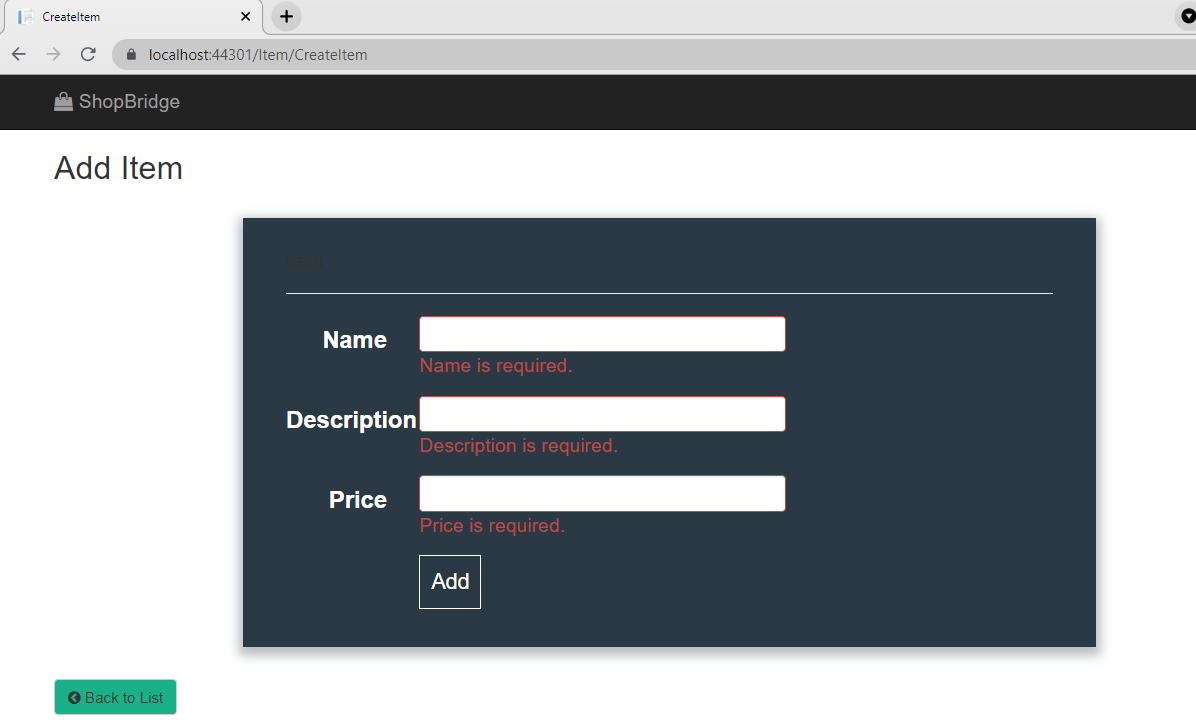 CreateItem
localhost:44301/Item/CreateItem
ShopBridge
Add Item
Item
Name
Name is required.
Description
Description is required.
Price
Price is required.
Add
Back to List